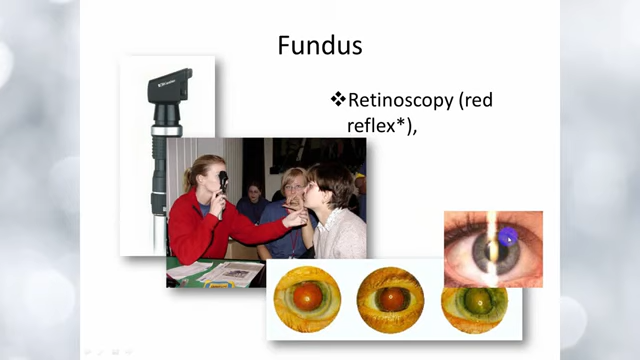 Fundus
❖Retinoscopy (red
reflex*),